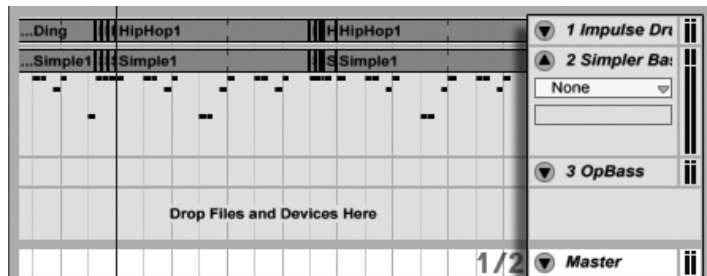 ...Ding HipHop1 H HipHop1 1 Impulse Dru
...Simple1 S Simple1 S Simple1 2 Simpler Ba
None
3 OpBass
Drop Files and Devices Here
1/2 Master